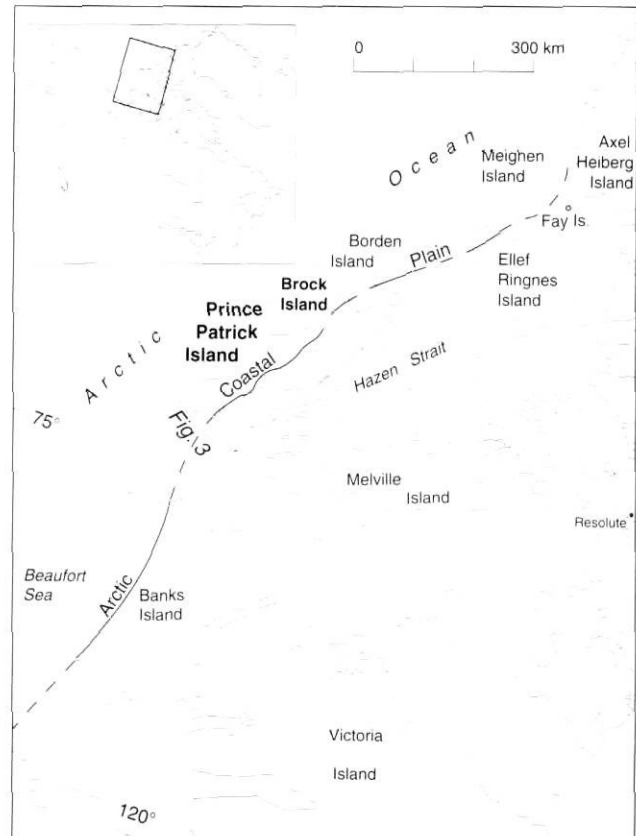 0 300 km
Arctic Ocean
Meighen
Island
Axel
Heiberg
Island
Fay Is.
Borden
Island
Arctic Coastal Plain
Ellef
Ringnes
Island
Brock
Island
Prince
Patrick
Island
Hazen Strait
75°
Fig. 3
Melville
Island
Resolute
Beaufort
Sea
Banks
Island
Victoria
Island
120°